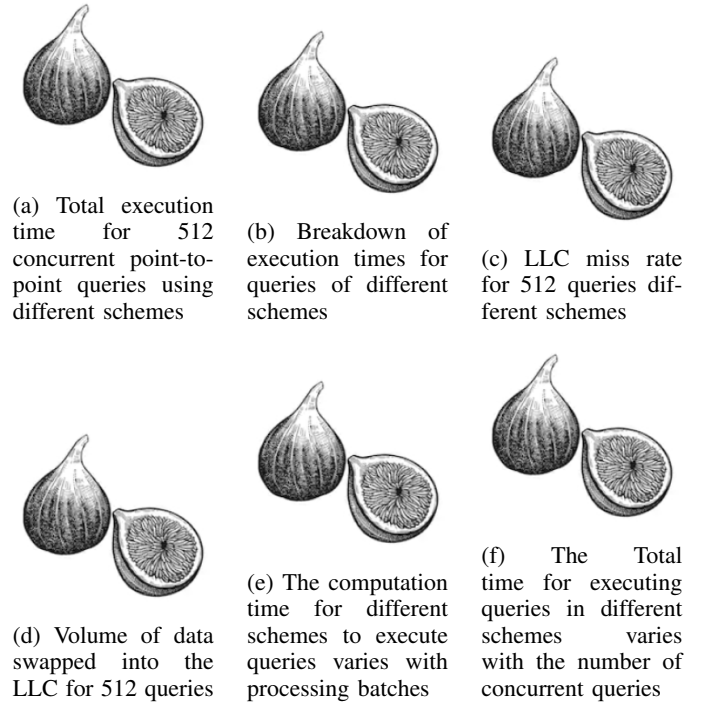 (a) Total execution
time for 512
concurrent point-to-
point queries using
different schemes
(b) Breakdown of
execution times for
queries of different
schemes
(c) LLC miss rate
for 512 queries dif-
ferent schemes
(d) Volume of data
swapped into the
LLC for 512 queries
(e) The computation
time for different
schemes to execute
queries varies with
processing batches
(f) The Total
time for executing
queries in different
schemes varies
with the number of
concurrent queries